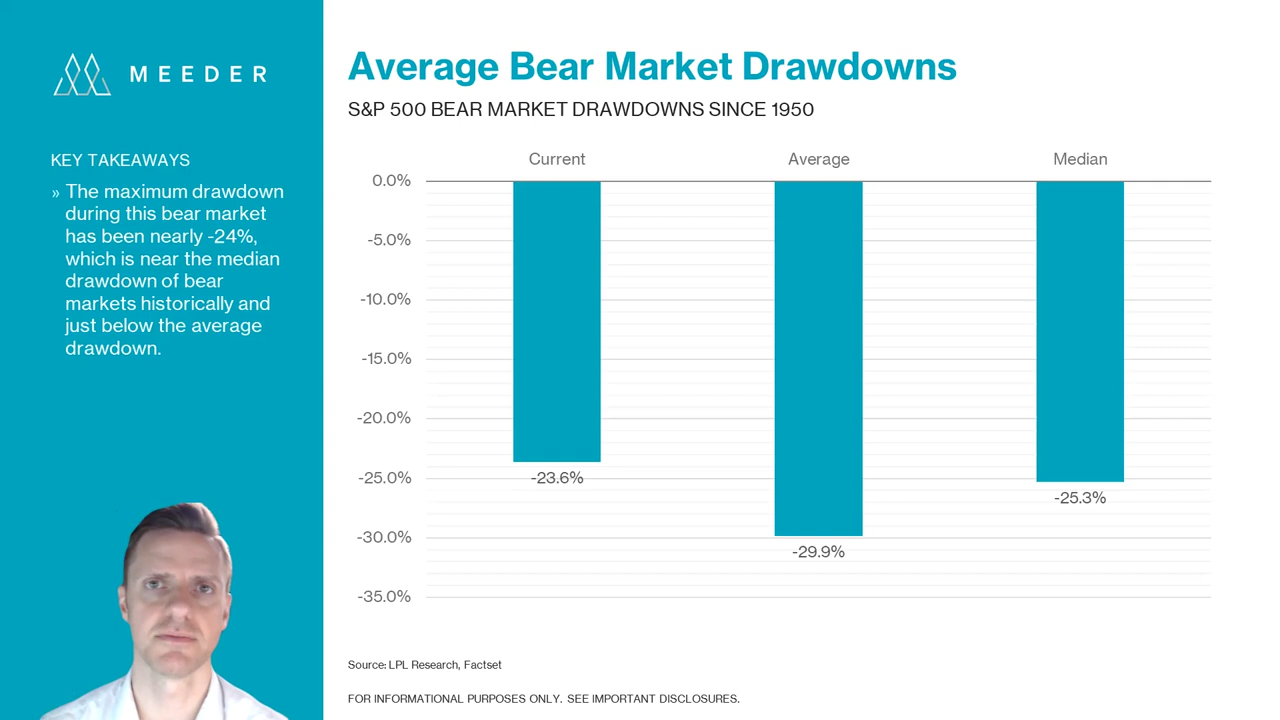 MEEDER
KEY TAKEAWAYS
» The maximum drawdown
during this bear market
has been nearly -24%,
which is near the median
drawdown of bear
markets historically and
just below the average
drawdown.
Average Bear Market Drawdowns
S&P 500 BEAR MARKET DRAWDOWNS SINCE 1950
Current Average Median
0.0%
-5.0%
-10.0%
-15.0%
-20.0%
-25.0%
-30.0%
-35.0%
-23.6%
-29.9%
-25.3%
Source: LPL Research, Factset
FOR INFORMATIONAL PURPOSES ONLY. SEE IMPORTANT DISCLOSURES.